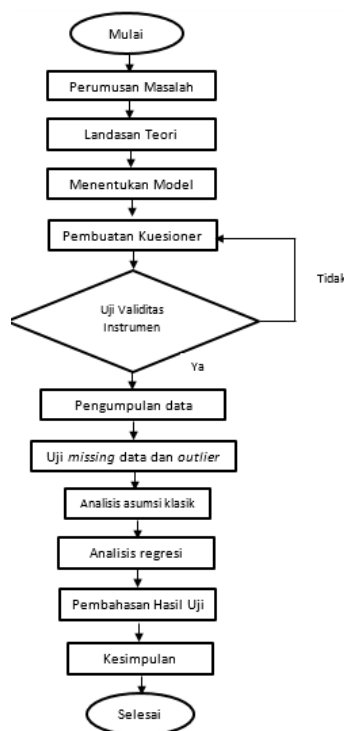 Mulai
Perumusan Masalah
Landasan Teori
Menentukan Model
Pembuatan Kuesioner
Tidak
Uji Validitas
Instrumen
Ya
Pengumpulan data
Uji missing data dan outlier
Analisis asumsi klasik
Analisis regresi
Pembahasan Hasil Uji
Kesimpulan
Selesai